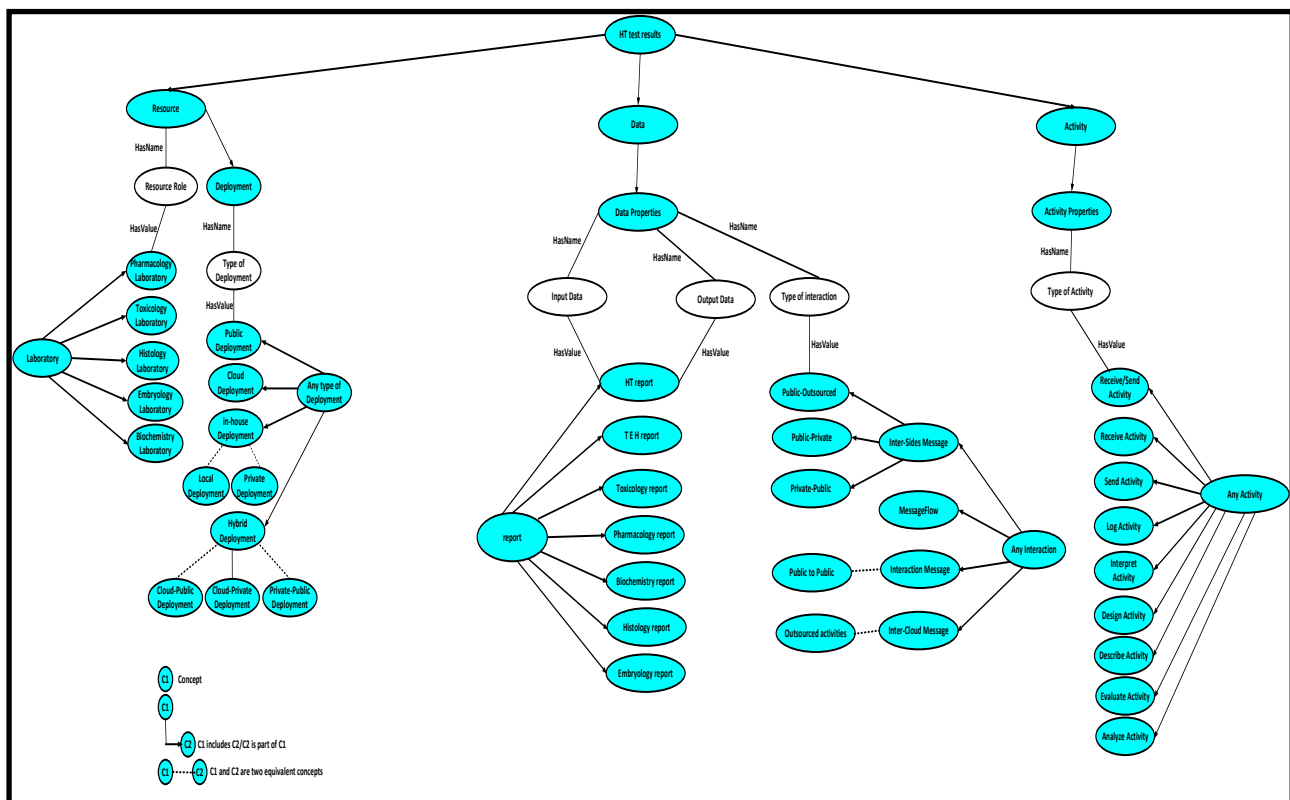 HT test results
Resource
Data
Activity
HasName
Resource Role
Deployment
HasValue
HasName
Pharmacology
Laboratory
Type of
Deployment
Toxicology
Laboratory
HasValue
Public
Deployment
Laboratory
Histology
Laboratory
Cloud
Deployment
Any type of
Deployment
Embryology
Laboratory
in-house
Deployment
Biochemistry
Laboratory
Local
Deployment
Private
Deployment
Hybrid
Deployment
Cloud-Public
Deployment
Cloud-Private
Deployment
Private-Public
Deployment
Data Properties
HasName
HasName
HasName
Input Data
Output Data
Type of interaction
HasValue
HasValue
HasValue
HT report
T E H report
Toxicology report
report
Pharmacology report
Biochemistry report
Histology report
Embryology report
Public-Outsourced
Public-Private
Inter-Sides Message
Private-Public
MessageFlow
Any Interaction
Public to Public
Interaction Message
Outsourced activities
Inter-Cloud Message
Activity Properties
HasName
Type of Activity
HasValue
Receive/Send
Activity
Receive Activity
Send Activity
Any Activity
Log Activity
Interpret
Activity
Design Activity
Describe Activity
Evaluate Activity
Analyze Activity
C1 Concept
C1
C2 C1 includes C2/C2 is part of C1
C1 C2 C1 and C2 are two equivalent concepts